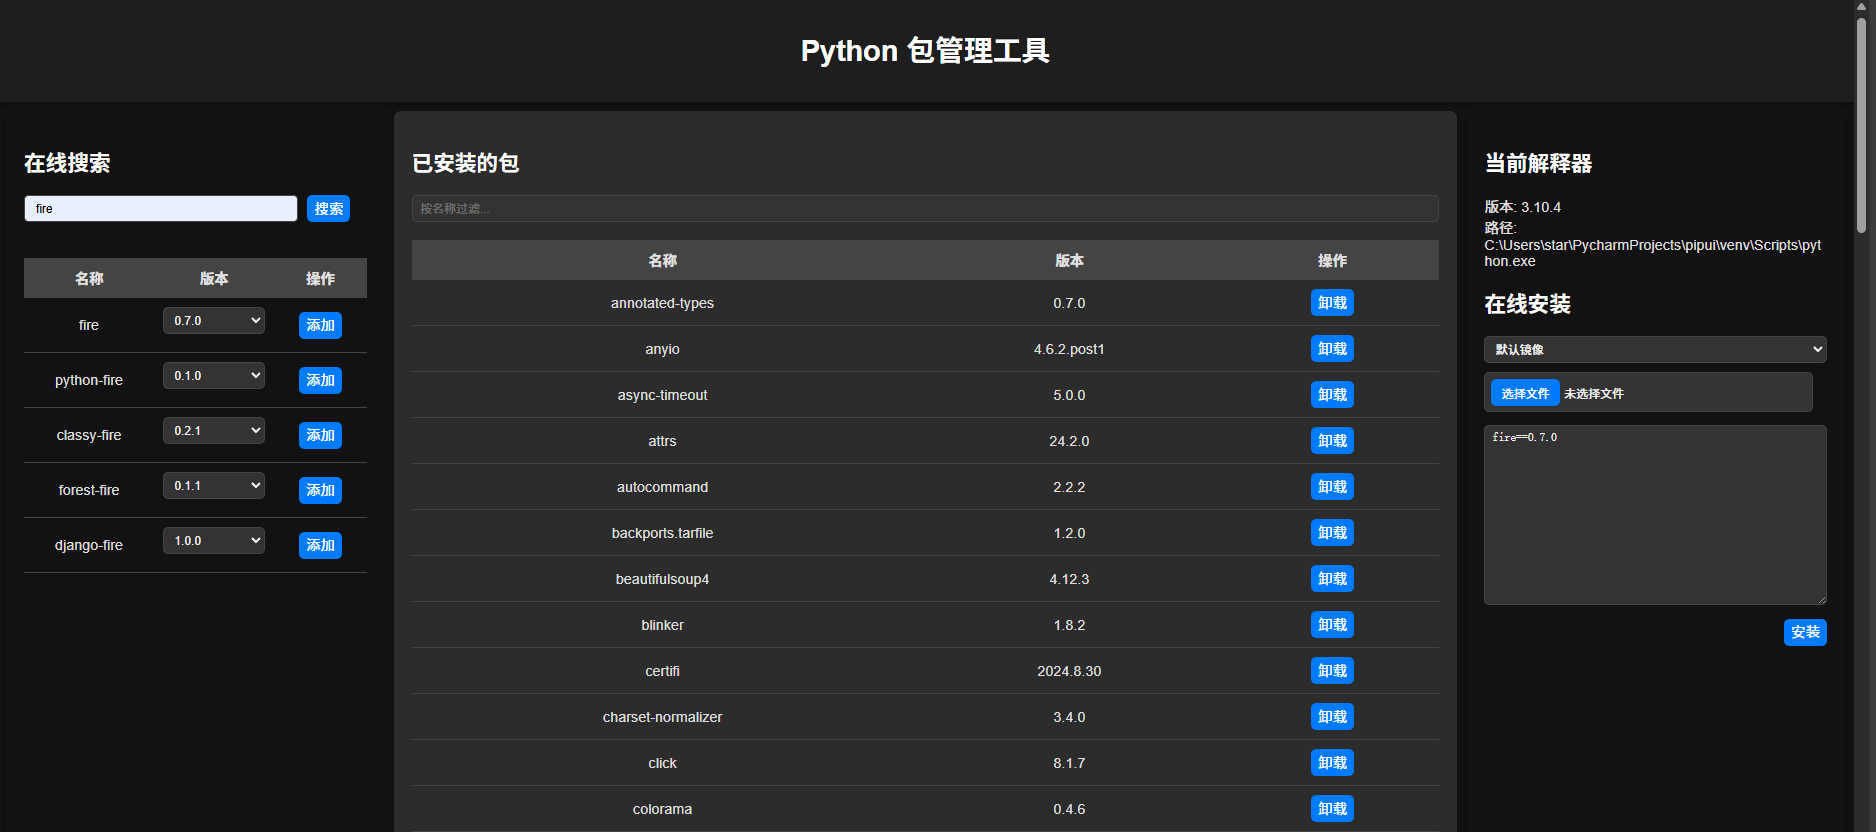 Python 包管理工具
在线搜索
fire
搜索
名称 版本 操作
fire 0.7.0 添加
python-fire 0.1.0 添加
classy-fire 0.2.1 添加
forest-fire 0.1.1 添加
django-fire 1.0.0 添加
已安装的包
按名称过滤...
名称 版本 操作
annotated-types 0.7.0 卸载
anyio 4.6.2.post1 卸载
async-timeout 5.0.0 卸载
attrs 24.2.0 卸载
autocommand 2.2.2 卸载
backports.tarfile 1.2.0 卸载
beautifulsoup4 4.12.3 卸载
blinker 1.8.2 卸载
certifi 2024.8.30 卸载
charset-normalizer 3.4.0 卸载
click 8.1.7 卸载
colorama 0.4.6 卸载
当前解释器
版本: 3.10.4
路径:
C:\Users\star\PycharmProjects\pipui\venv\Scripts\pyt
hon.exe
在线安装
默认镜像
选择文件 未选择文件
fire==0.7.0
安装